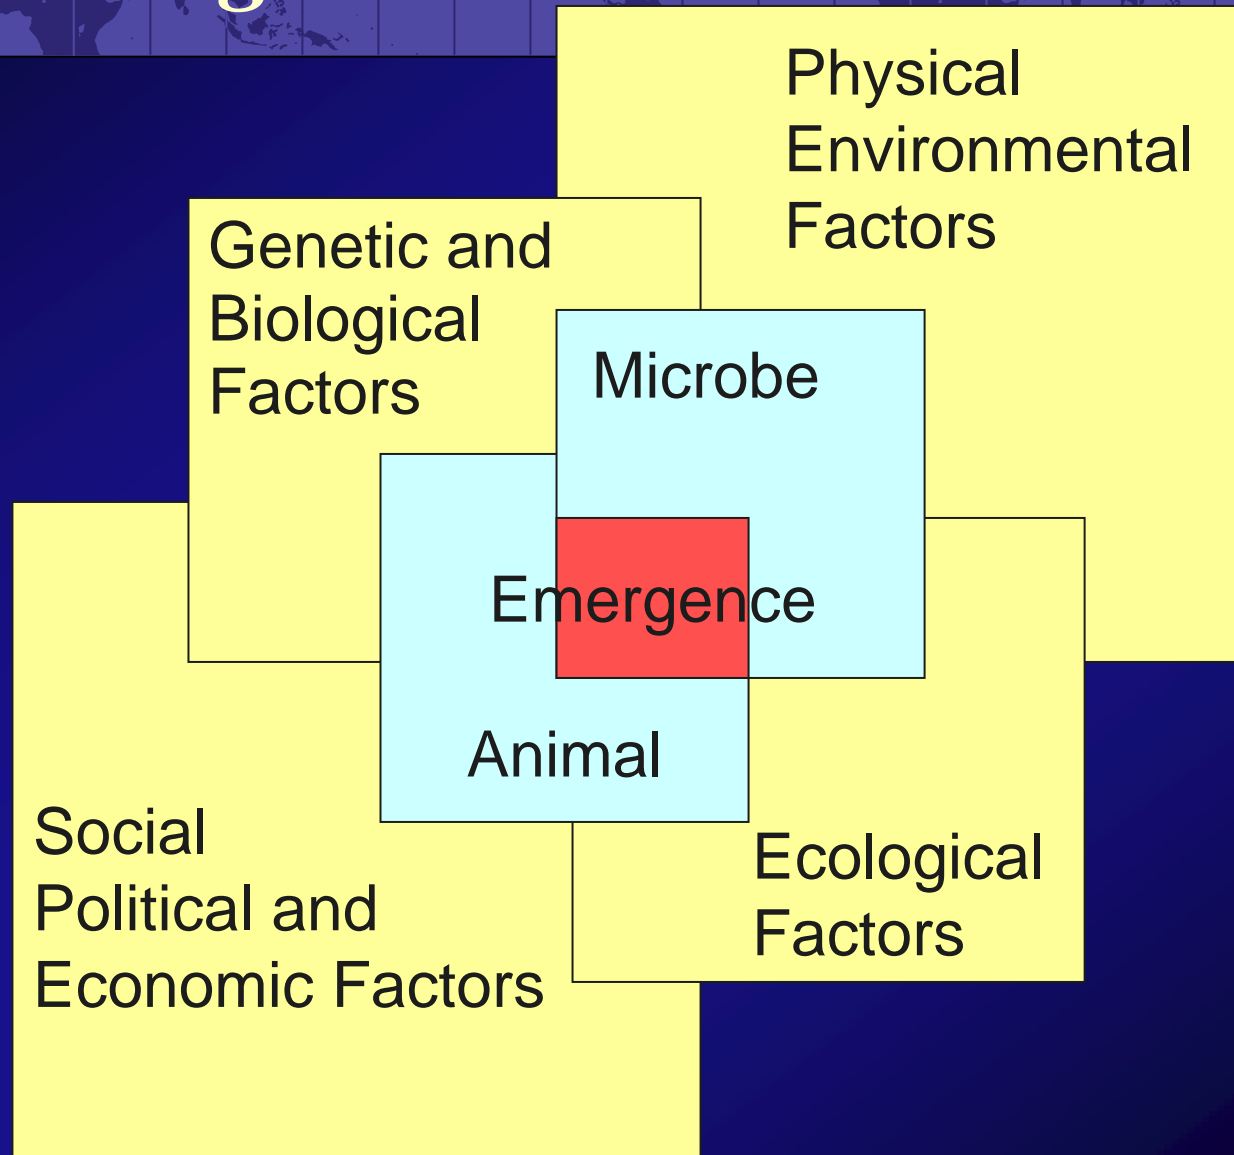 Physical
Environmental
Factors
Genetic and
Biological
Factors
Microbe
Emergence
Animal
Social
Political and
Economic Factors
Ecological
Factors